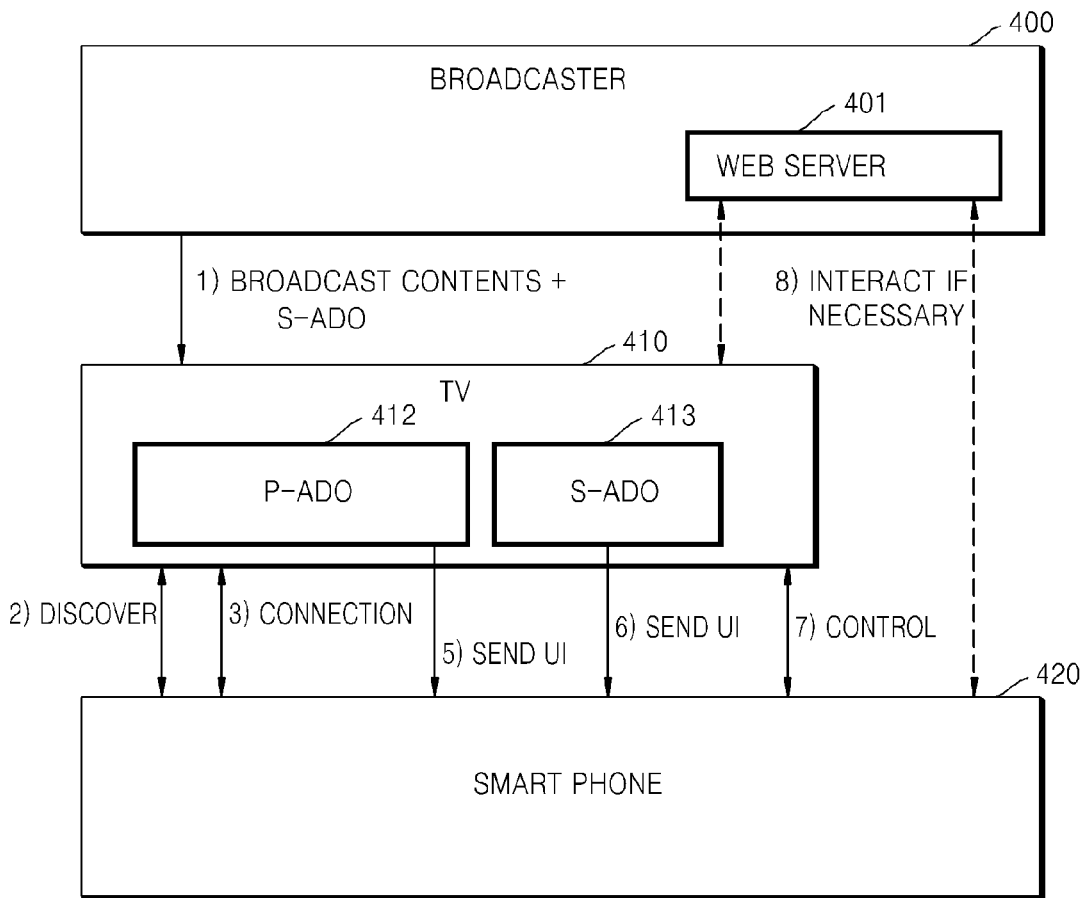 400
BROADCASTER
401
WEB SERVER
1) BROADCAST CONTENTS +
S-ADO
8) INTERACT IF
NECESSARY
410
TV
412
413
P-ADO
S-ADO
2) DISCOVER
3) CONNECTION
5) SEND UI
6) SEND UI
7) CONTROL
420
SMART PHONE